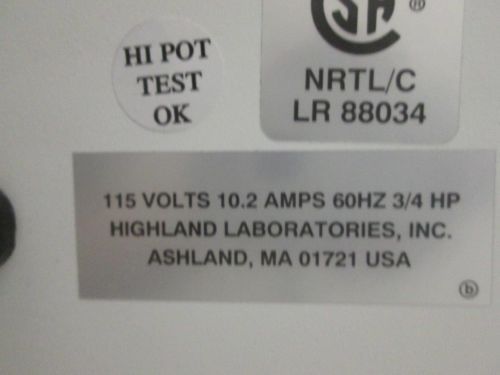 HI POT
TEST
OK
SA ®
NRTL/C
LR 88034
115 VOLTS 10.2 AMPS 60HZ 3/4 HP
HIGHLAND LABORATORIES, INC.
ASHLAND, MA 01721 USA
ⓑ